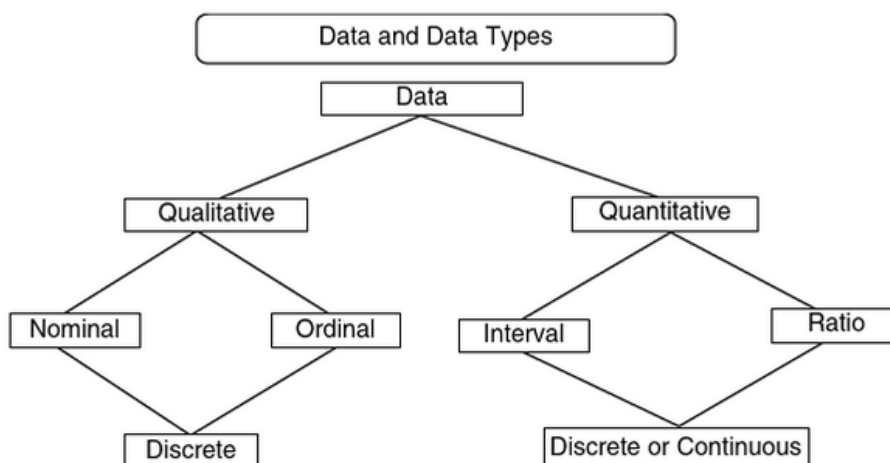 Data and Data Types
Data
Qualitative
Quantitative
Nominal
Ordinal
Interval
Ratio
Discrete
Discrete or Continuous